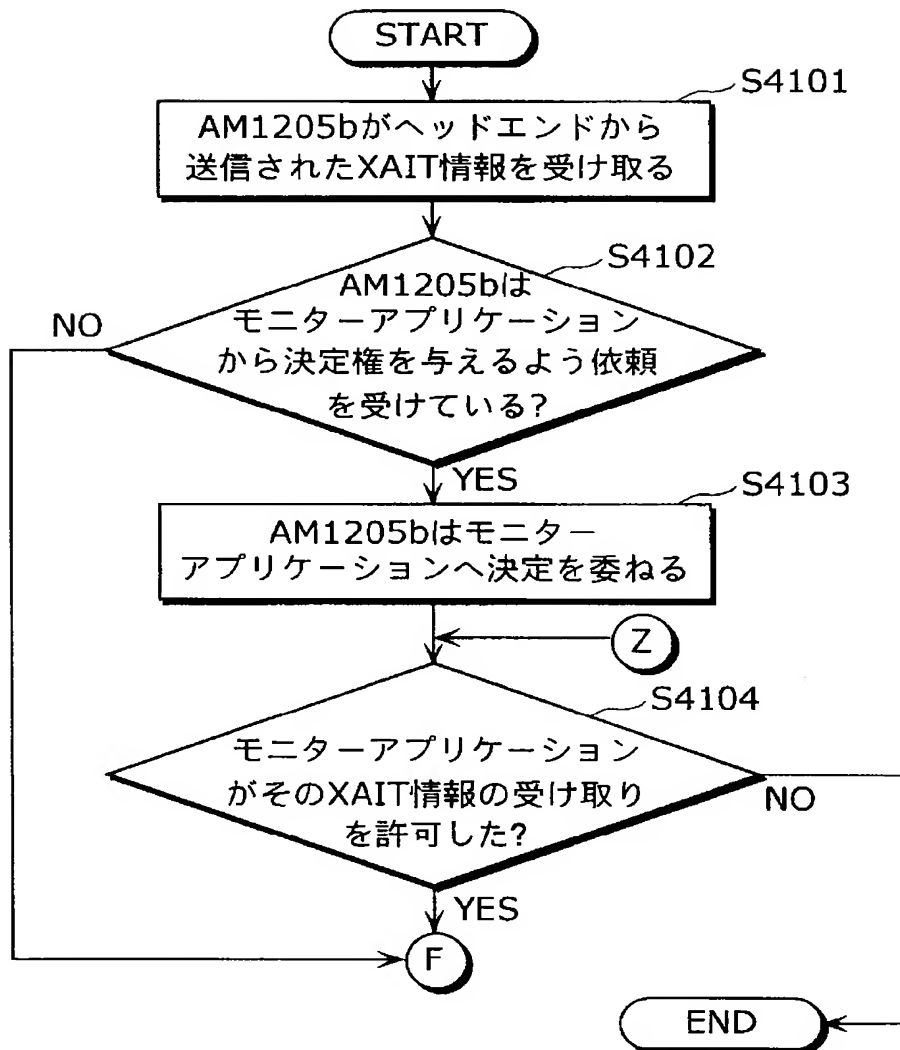 START
S4101
AM1205bがヘッドエンドから
送信されたXAIT情報を受け取る
S4102
AM1205bは
モニターアプリケーション
から決定権を与えるよう依頼
を受けている?
NO
YES
S4103
AM1205bはモニター
アプリケーションへ決定を委ねる
Z
S4104
モニターアプリケーション
がそのXAIT情報の受け取り
を許可した?
NO
YES
F
END